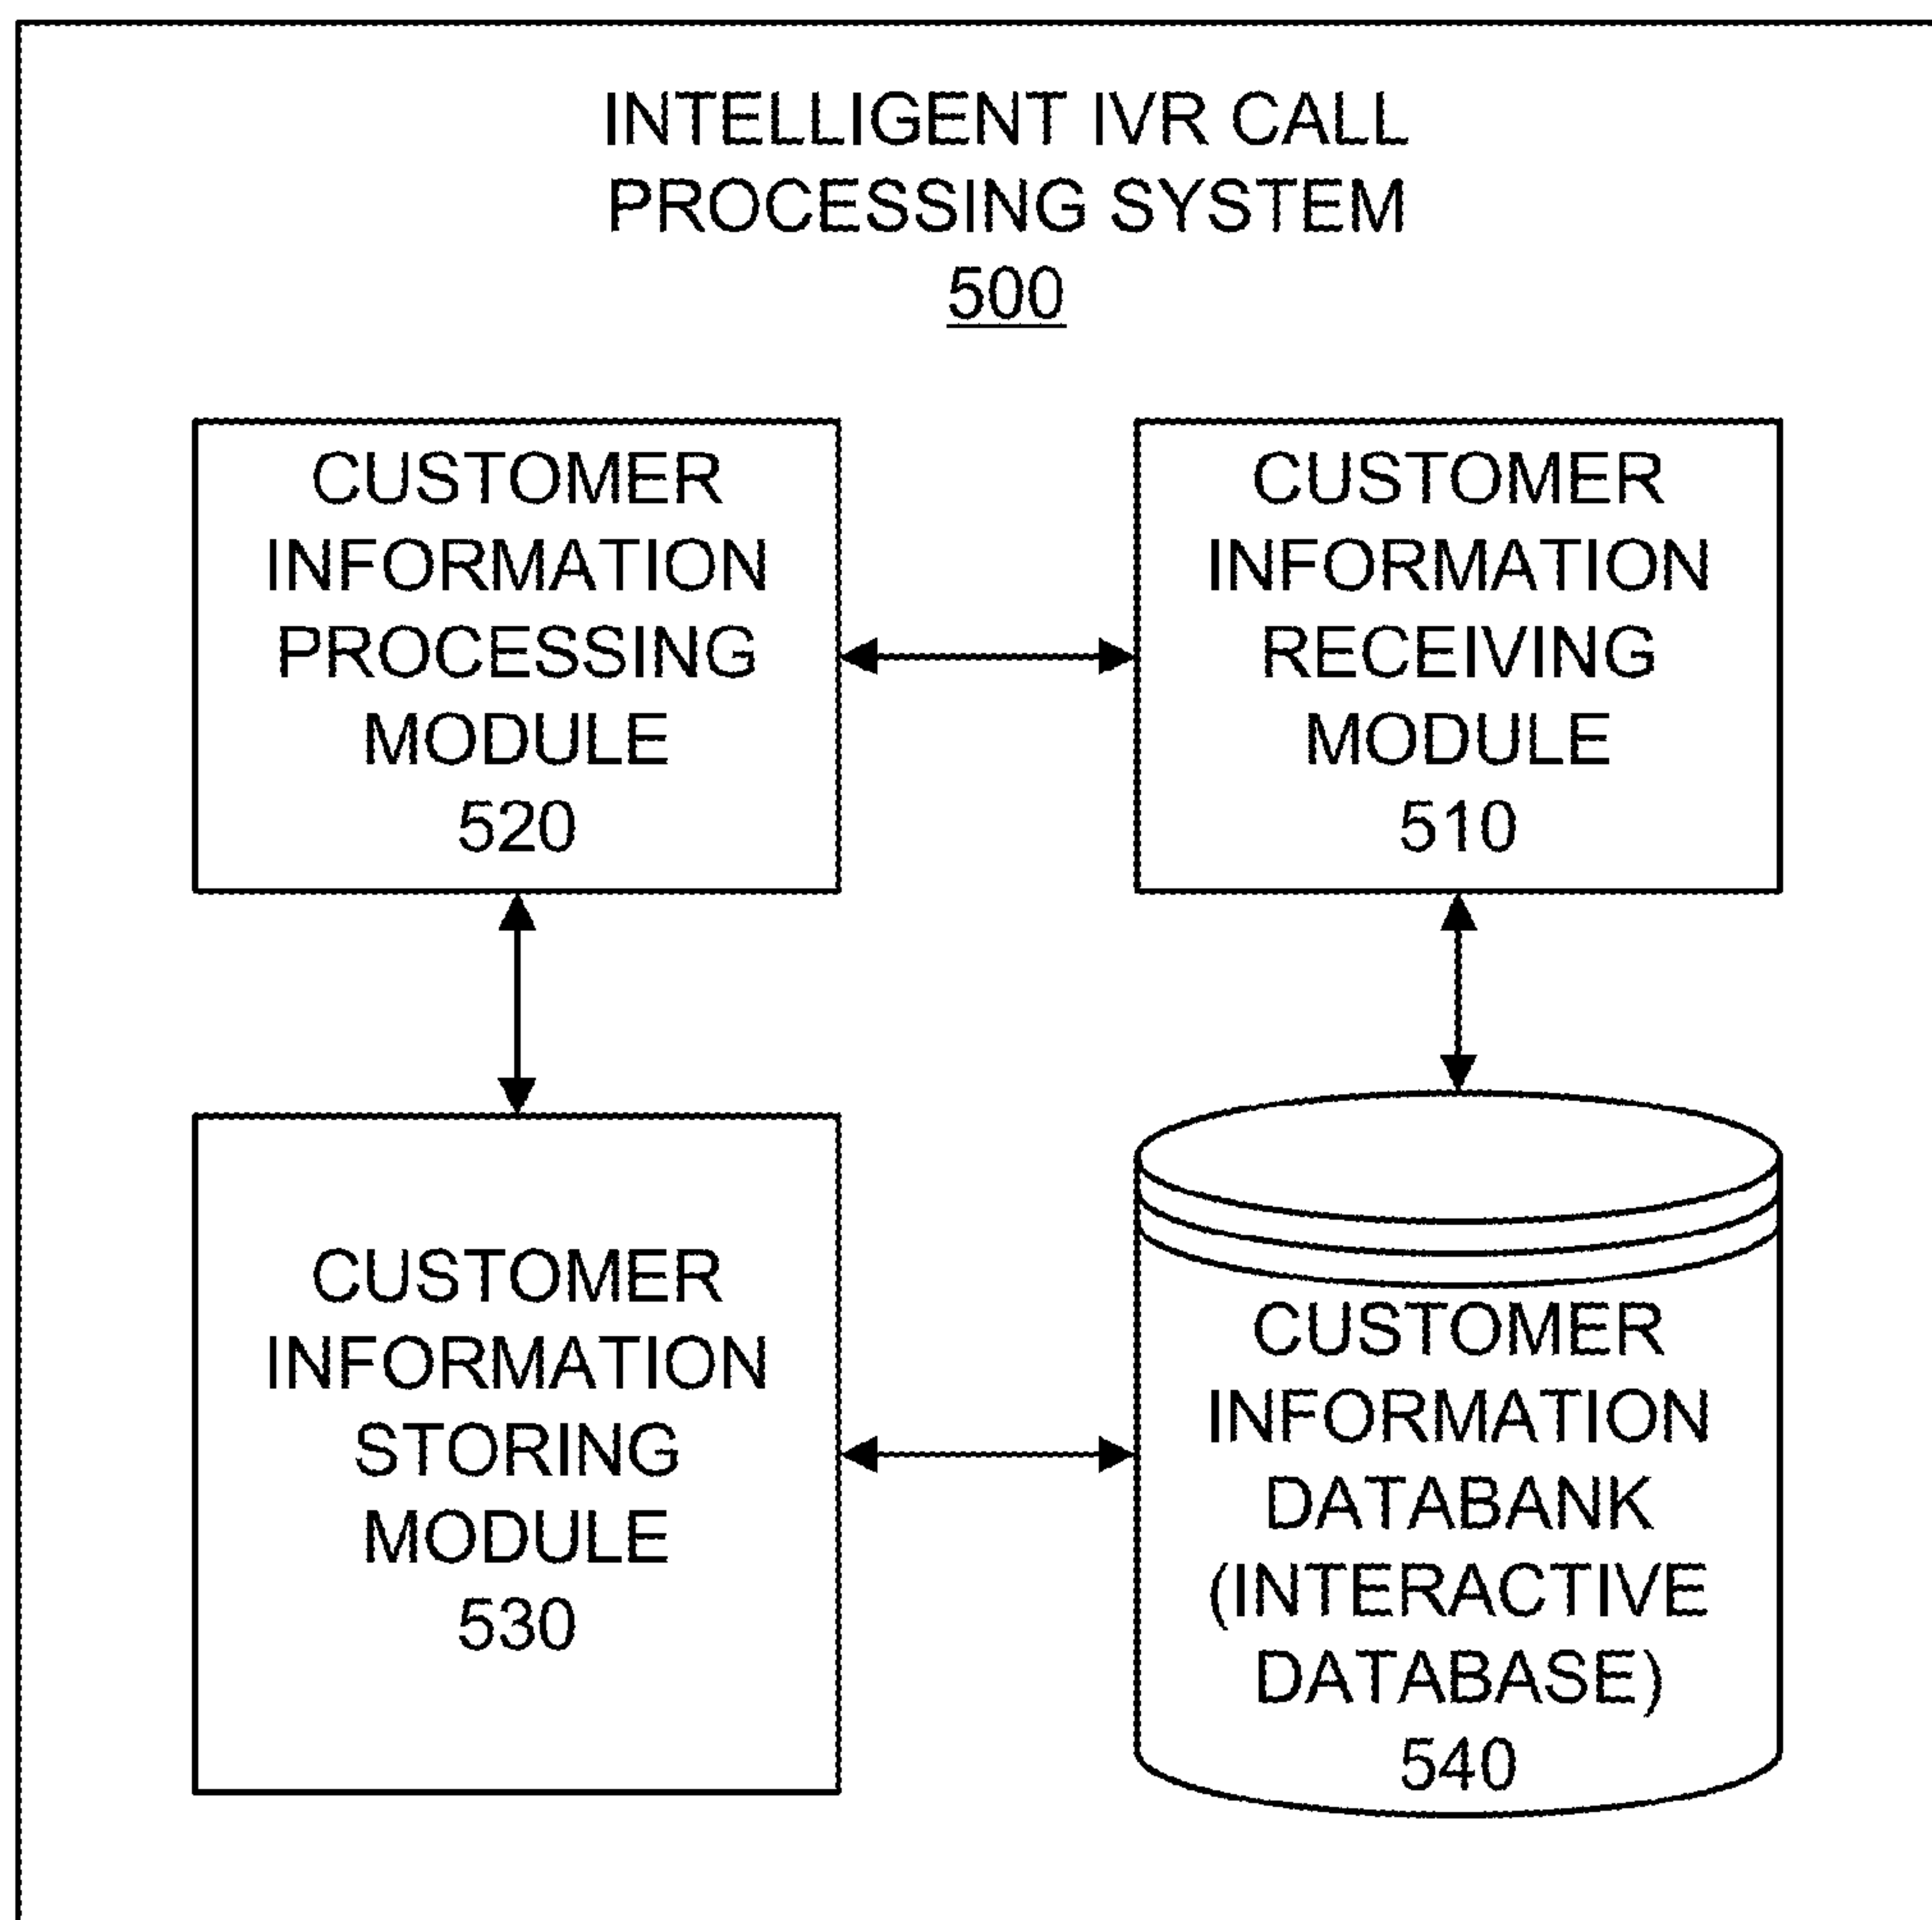 INTELLIGENT IVR CALL
PROCESSING SYSTEM
500
CUSTOMER
INFORMATION
PROCESSING
MODULE
520
CUSTOMER
INFORMATION
RECEIVING
MODULE
510
CUSTOMER
INFORMATION
STORING
MODULE
530
CUSTOMER
INFORMATION
DATABANK
(INTERACTIVE
DATABASE)
540